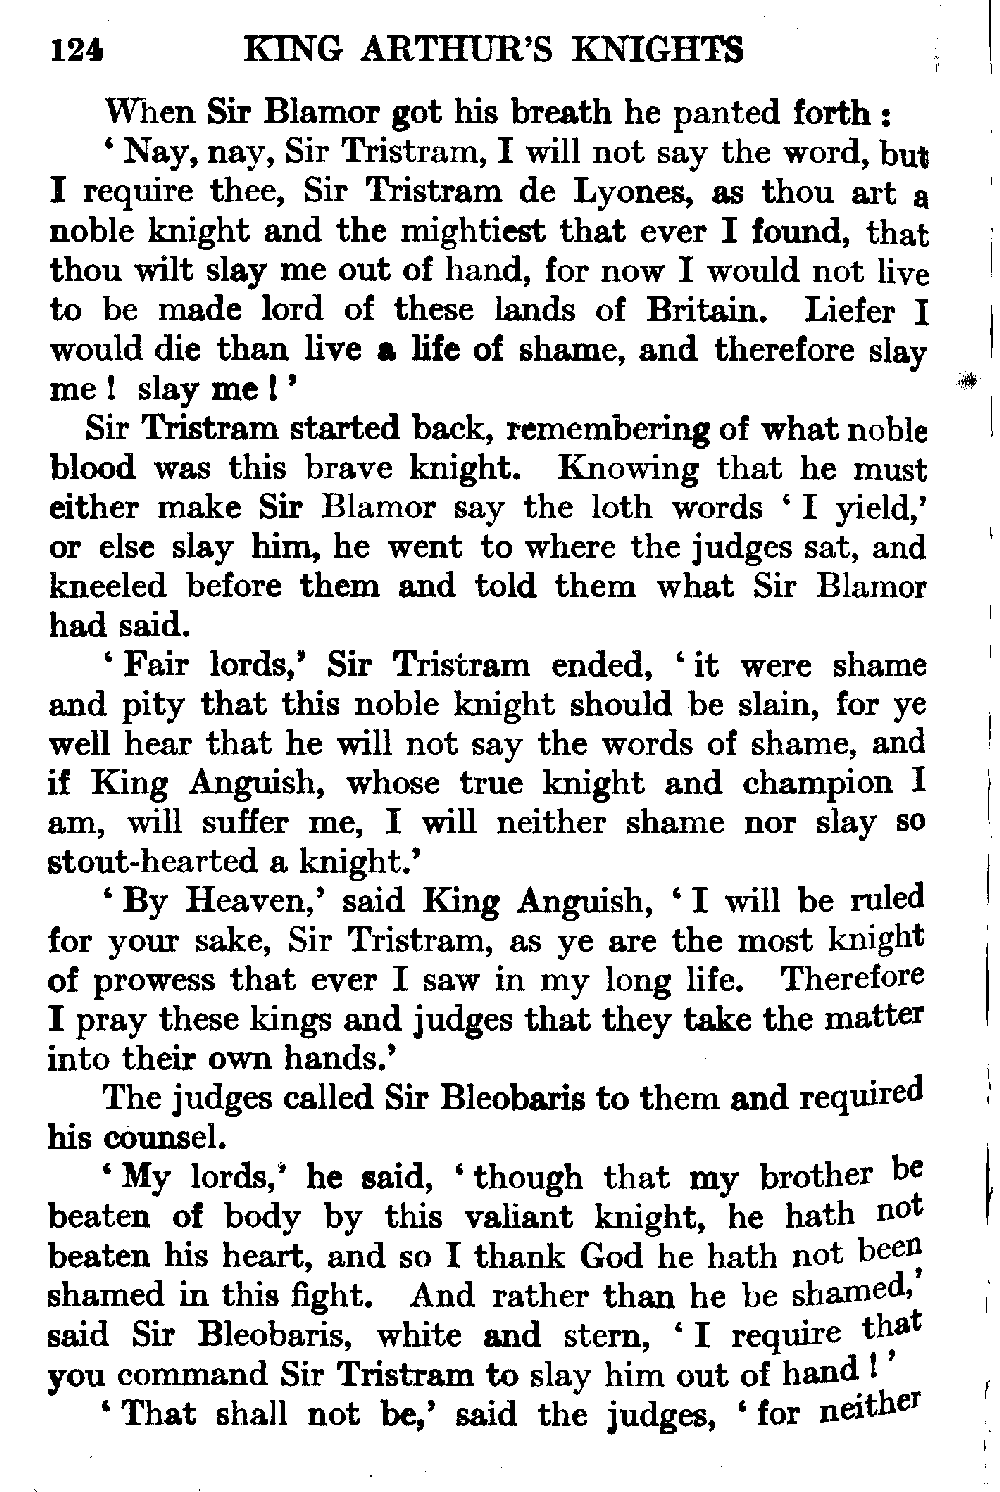 124 KING ARTHUR'S KNIGHTS
When Sir Blamor got his breath he panted forth :
‘ Nay, nay, Sir Tristram, I will not say the word, but
I require thee, Sir Tristram de Lyones, as thou art a
noble knight and the mightiest that ever I found, that
thou wilt slay me out of hand, for now I would not live
to be made lord of these lands of Britain. Liefer I
would die than live a life of shame, and therefore slay
me ! slay me ! ’
Sir Tristram started back, remembering of what noble
blood was this brave knight. Knowing that he must
either make Sir Blamor say the loth words ‘ I yield,’
or else slay him, he went to where the judges sat, and
kneeled before them and told them what Sir Blamor
had said.
‘ Fair lords,’ Sir Tristram ended, ‘ it were shame
and pity that this noble knight should be slain, for ye
well hear that he will not say the words of shame, and
if King Anguish, whose true knight and champion I
am, will suffer me, I will neither shame nor slay so
stout-hearted a knight.’
‘ By Heaven,’ said King Anguish, ‘ I will be ruled
for your sake, Sir Tristram, as ye are the most knight
of prowess that ever I saw in my long life. Therefore
I pray these kings and judges that they take the matter
into their own hands.’
The judges called Sir Bleobaris to them and required
his counsel.
‘ My lords,’ he said, ‘ though that my brother be
beaten of body by this valiant knight, he hath not
beaten his heart, and so I thank God he hath not been
shamed in this fight. And rather than he be shamed,’
said Sir Bleobaris, white and stern, ‘ I require that
you command Sir Tristram to slay him out of hand ! ’
‘ That shall not be,’ said the judges, ‘ for neither